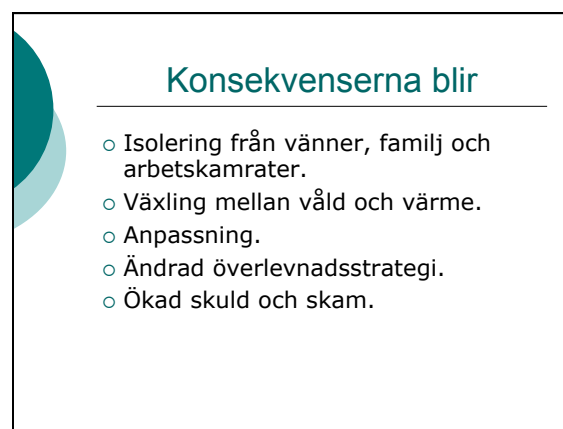 Konsekvenserna blir
Isolering från vänner, familj och
arbetskamrater.
Växling mellan våld och värme.
Anpassning.
Ändrad överlevnadsstrategi.
Ökad skuld och skam.